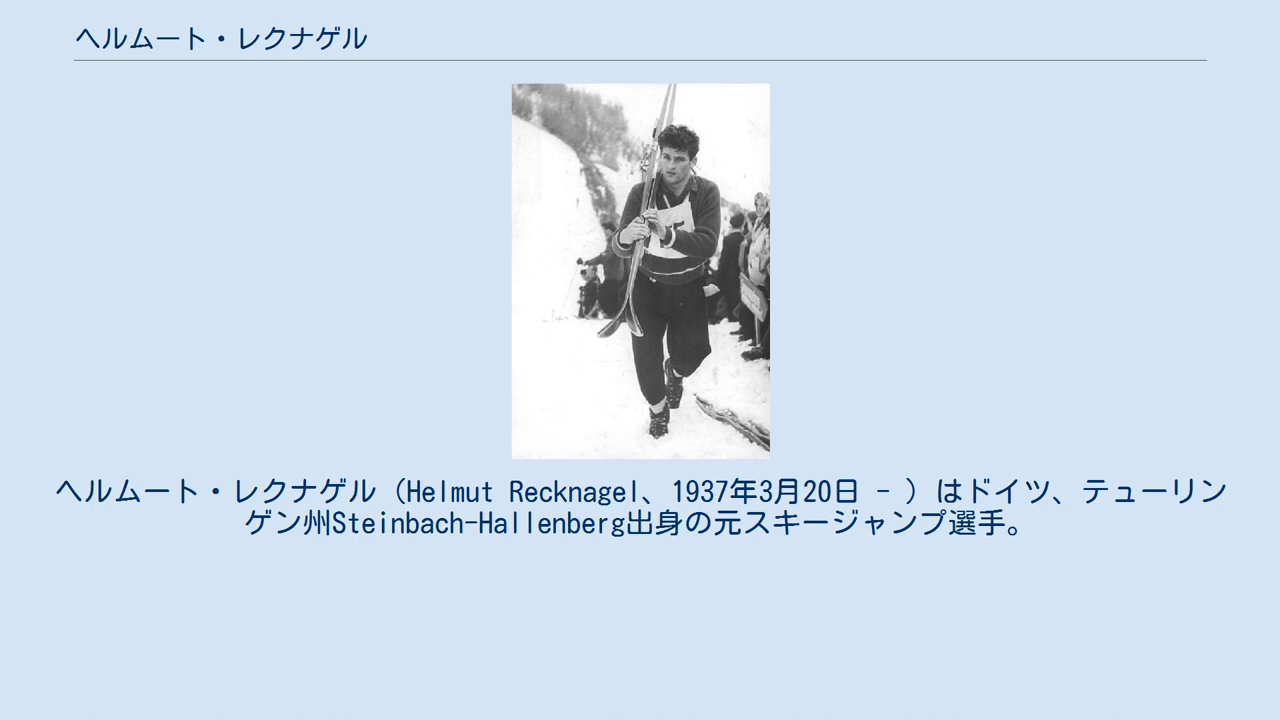 ヘルムート・レクナゲル
ヘルムート・レクナゲル（Helmut Recknagel、1937年3月20日 - ）はドイツ、テューリン
ゲン州Steinbach-Hallenberg出身の元スキージャンプ選手。